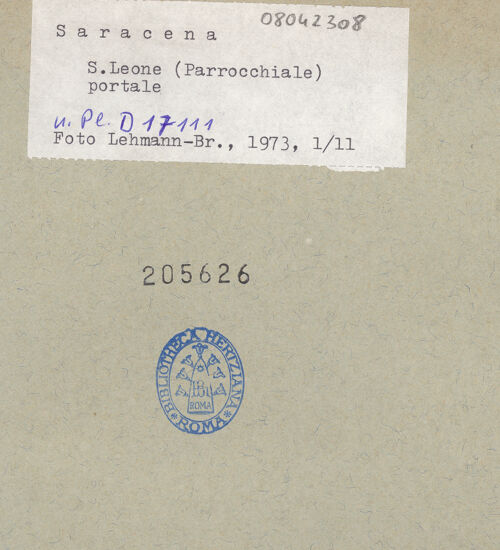 08042308
Saracena
S.Leone (Parrocchiale)
portale
n. Pl. D 17111
Foto Lehmann-Br., 1973, 1/11
205626
BIBLIOTHECA HERTZIANA
ROMA
* ROMA *